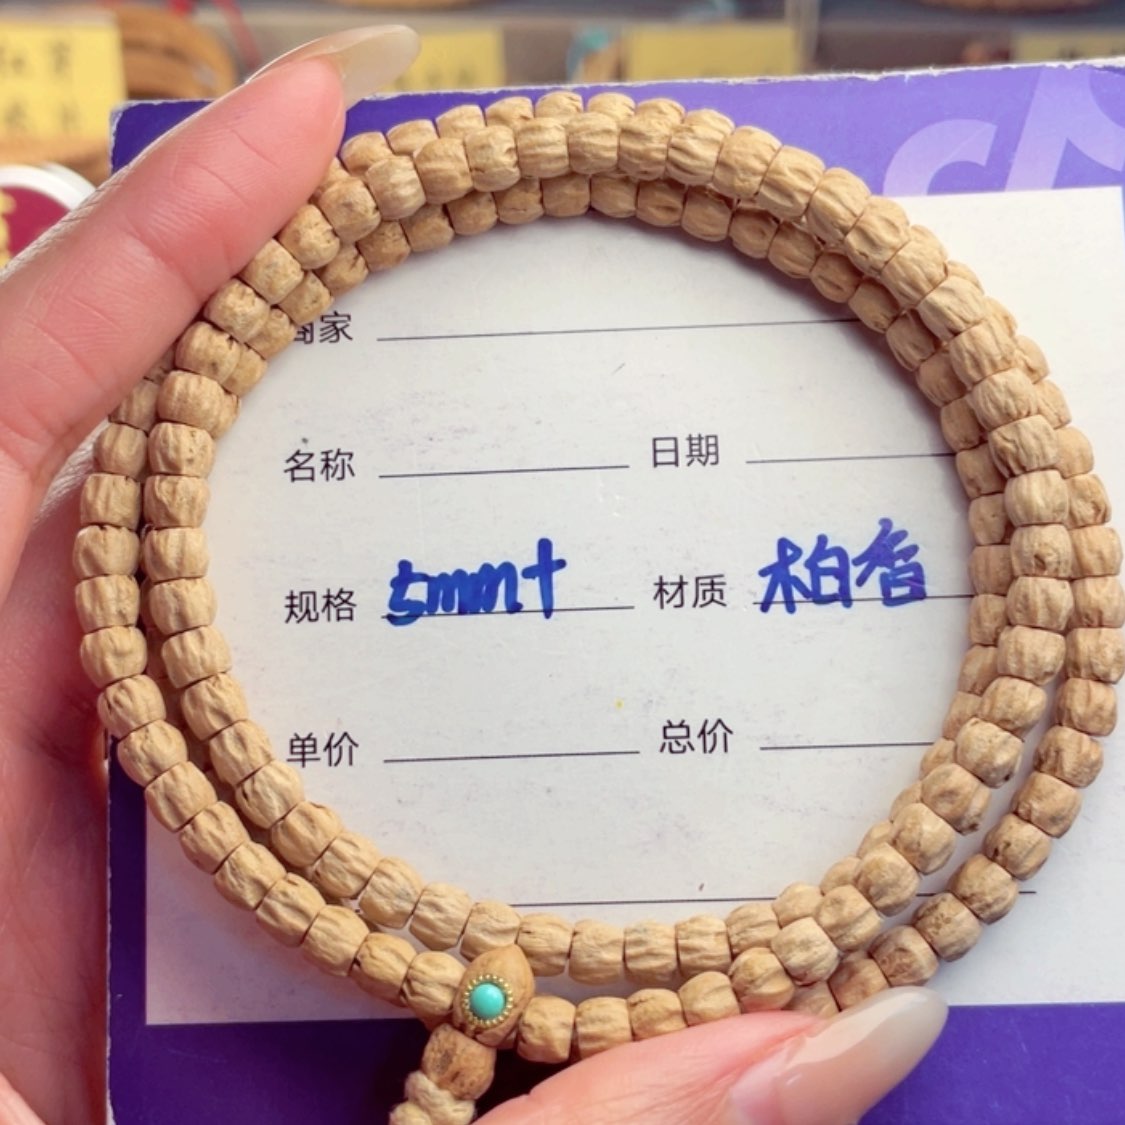 商家
名称 日期
规格 5mm+ 材质 柏香
单价 总价